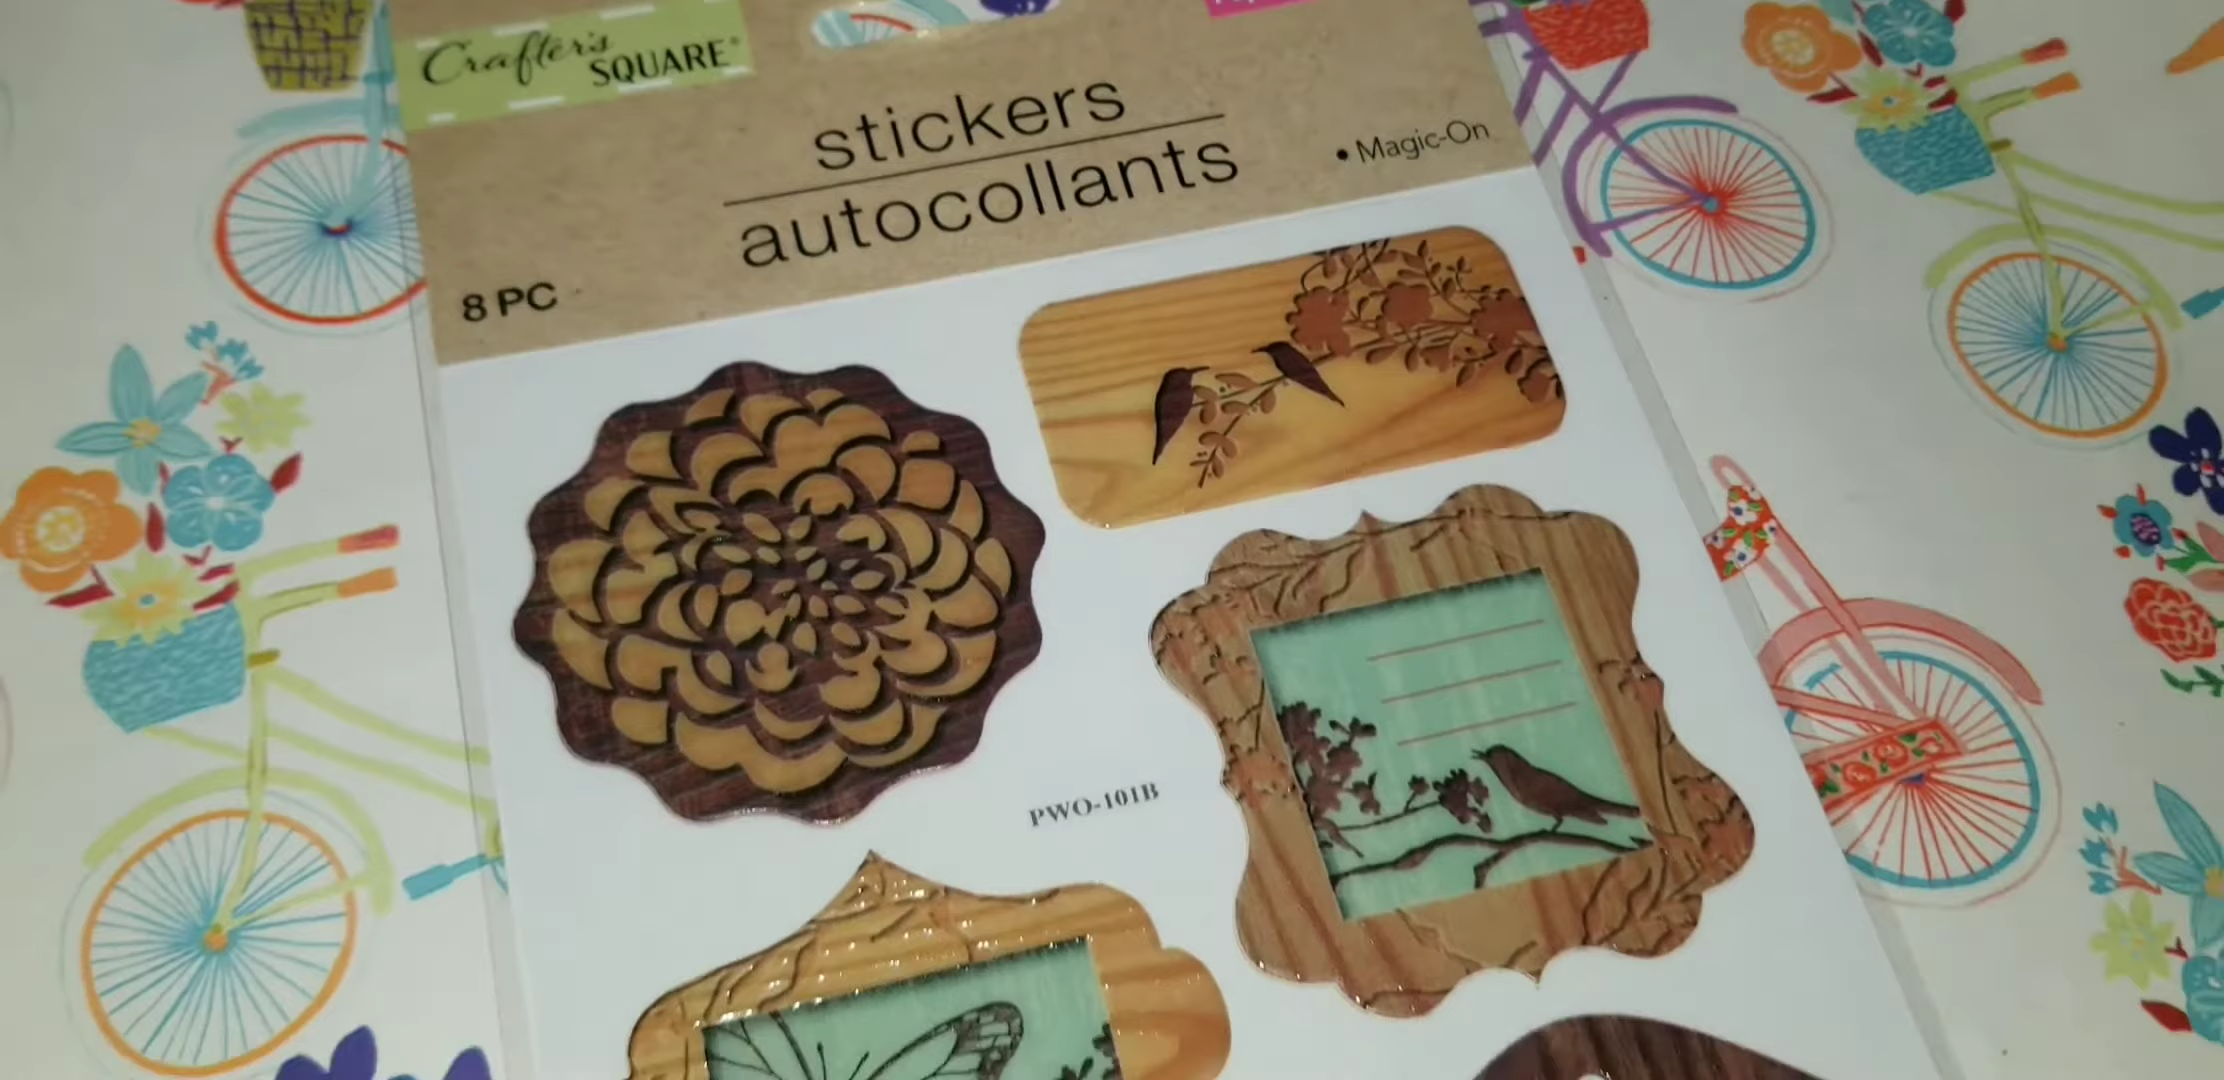 Crafter's
SQUARE®
stickers
autocollants
• Magic-On
8 PC
PWO-101B